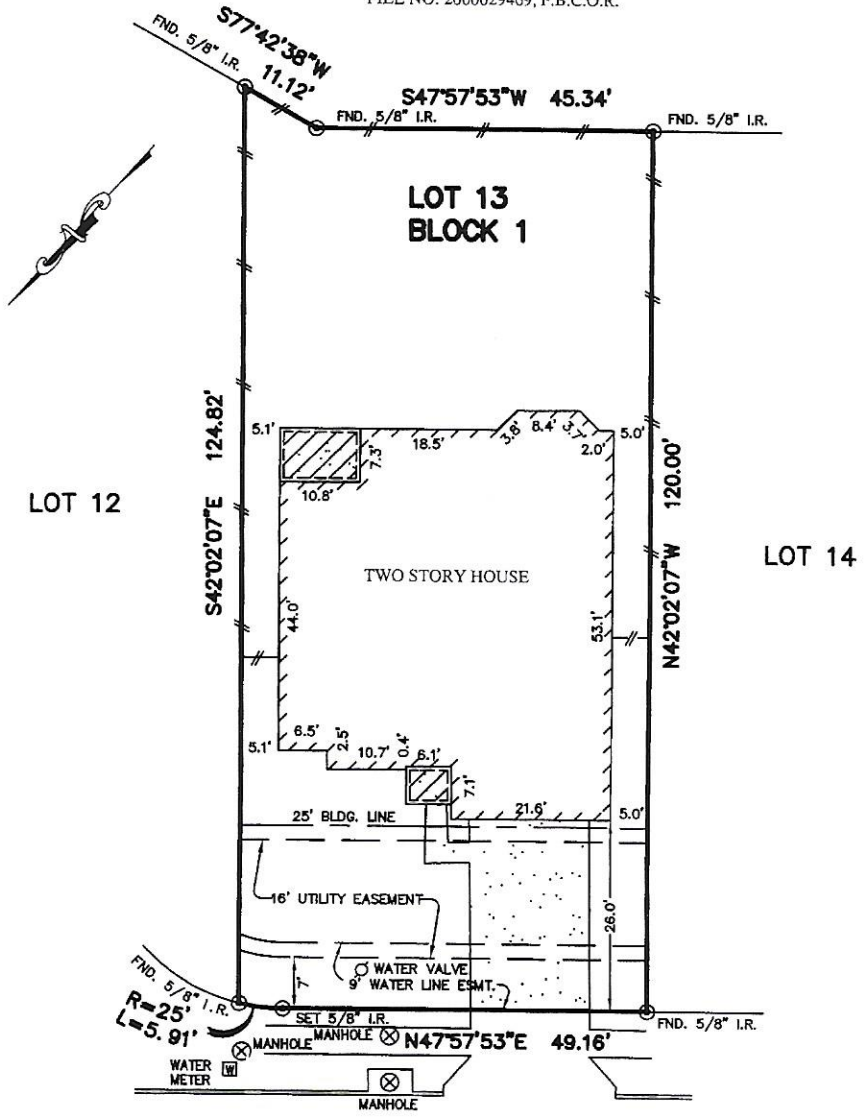 FILE NO. 2000029469, F.B.C.O.R.
S77°42'38"W
11.12'
FND. 5/8" I.R.
S47°57'53"W 45.34'
FND. 5/8" I.R.
FND. 5/8" I.R.
LOT 13
BLOCK 1
S42°02'07"E 124.82'
N42°02'07"W 120.00'
LOT 12
LOT 14
5.1'
18.5'
3.8'
8.4'
3.7'
2.0'
5.0'
7.3'
10.8'
TWO STORY HOUSE
44.0'
53.1'
5.1'
6.5'
2.5'
10.7'
0.4'
6.1'
7.1'
21.6'
5.0'
25' BLDG. LINE
16' UTILITY EASEMENT
26.0'
7'
WATER VALVE
9' WATER LINE ESMT.
FND. 5/8" I.R.
R=25'
L=5.91'
SET 5/8" I.R.
FND. 5/8" I.R.
MANHOLE
MANHOLE
N47°57'53"E 49.16'
WATER
METER
W
MANHOLE